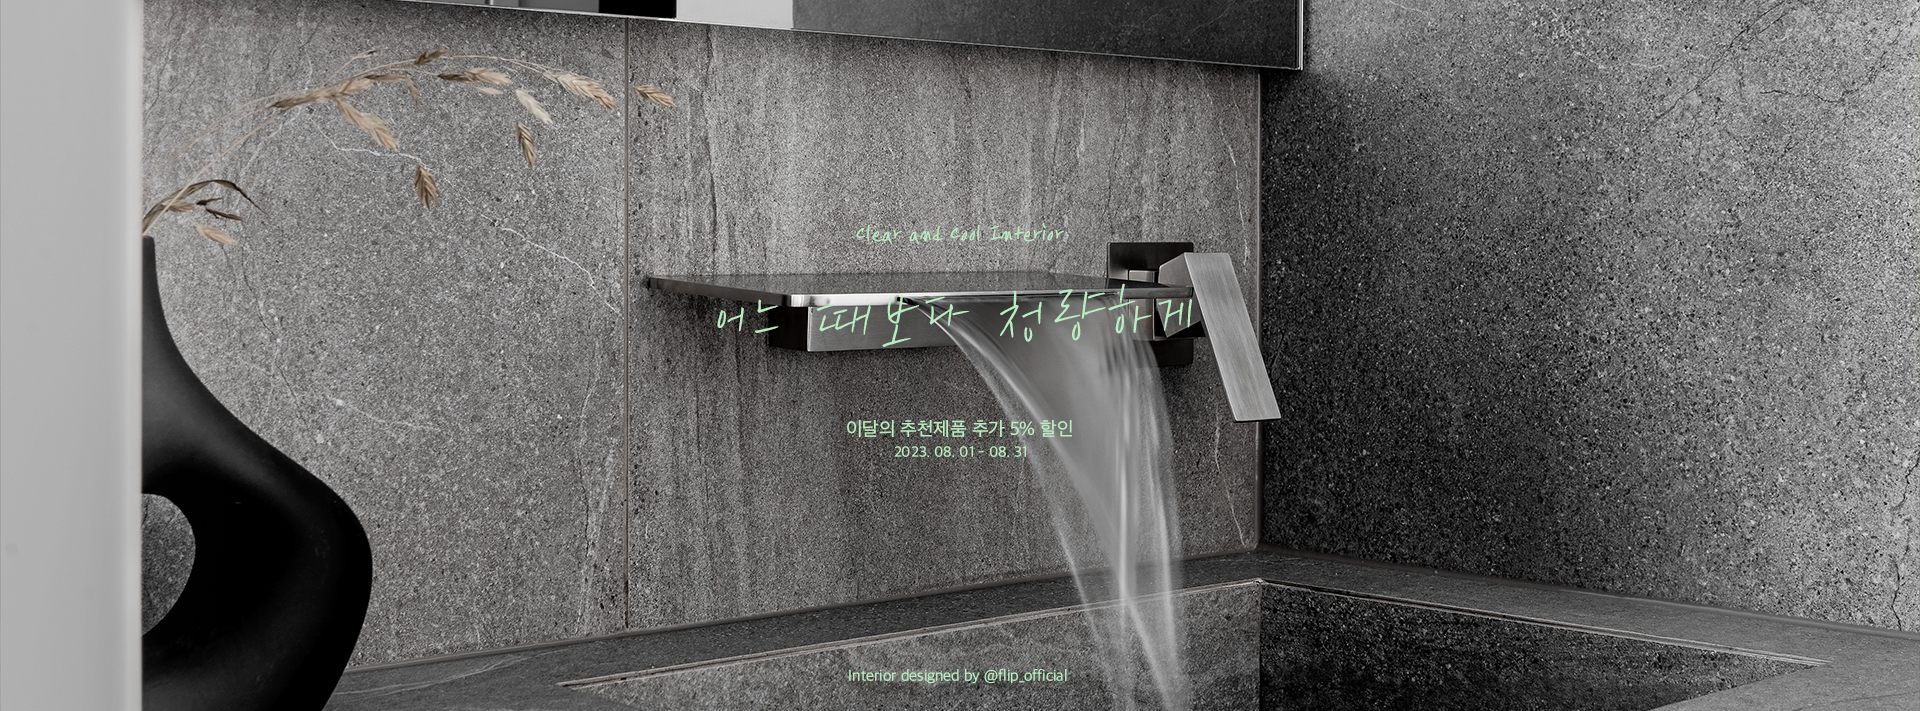 Clear and Cool Interior
어느 때보다 청량하게
이달의 추천제품 추가 5% 할인
2023. 08. 01 - 08. 31
Interior designed by @flip_official